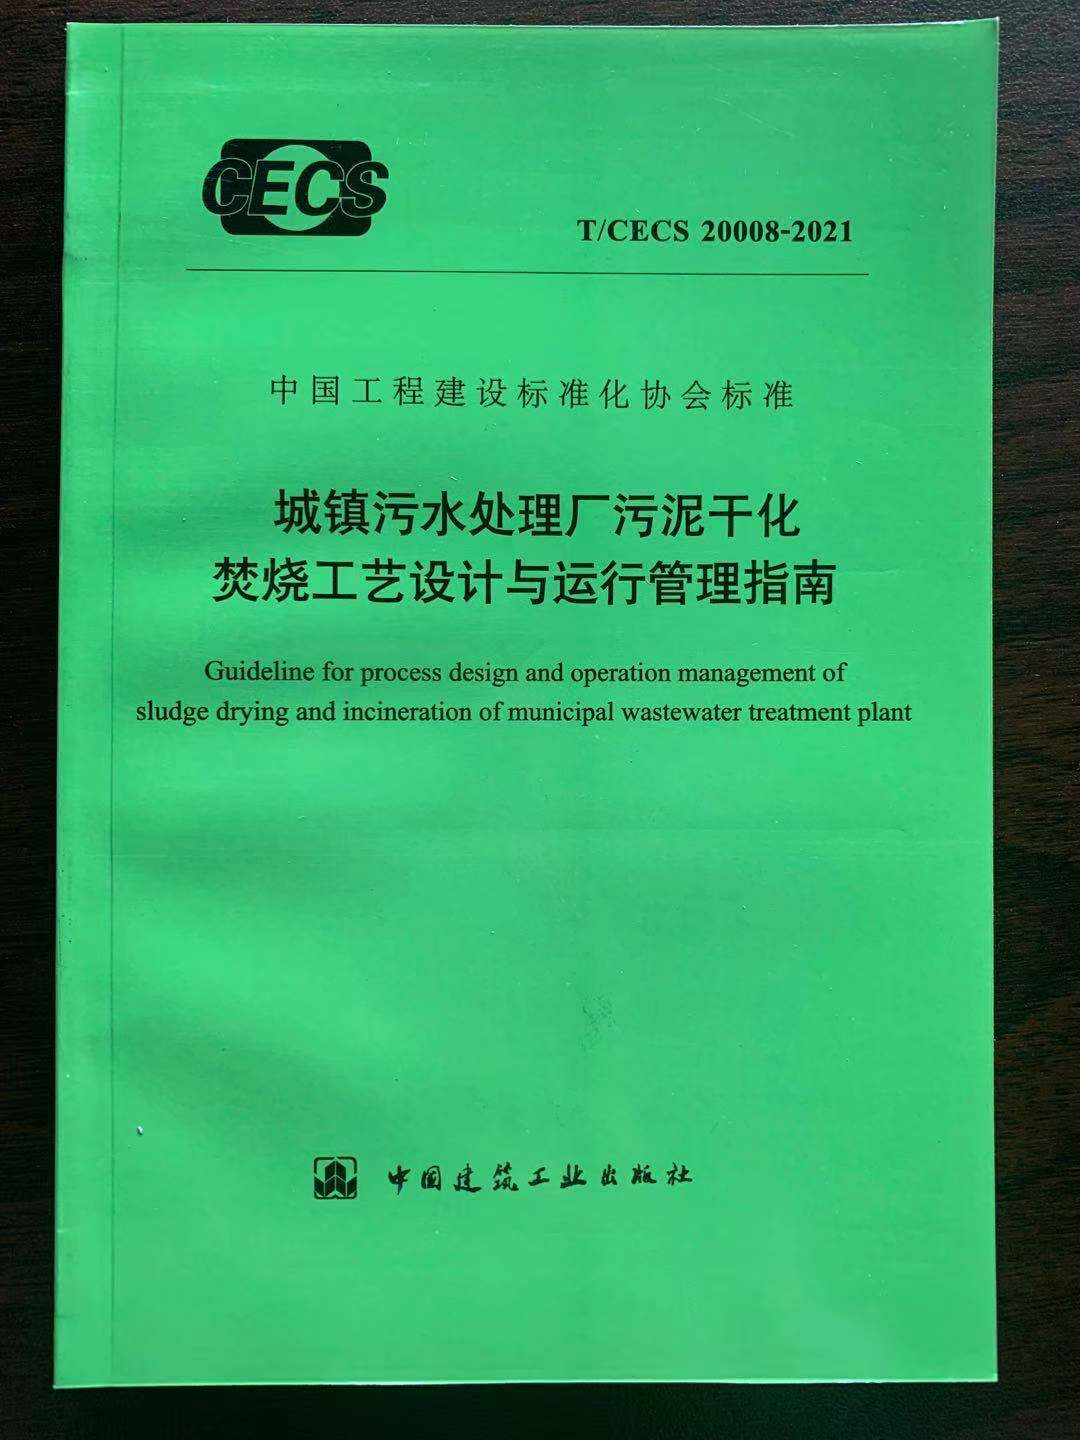 CECS
T/CECS 20008-2021
中国工程建设标准化协会标准
城镇污水处理厂污泥干化
焚烧工艺设计与运行管理指南
Guideline for process design and operation management of
sludge drying and incineration of municipal wastewater treatment plant
中国建筑工业出版社